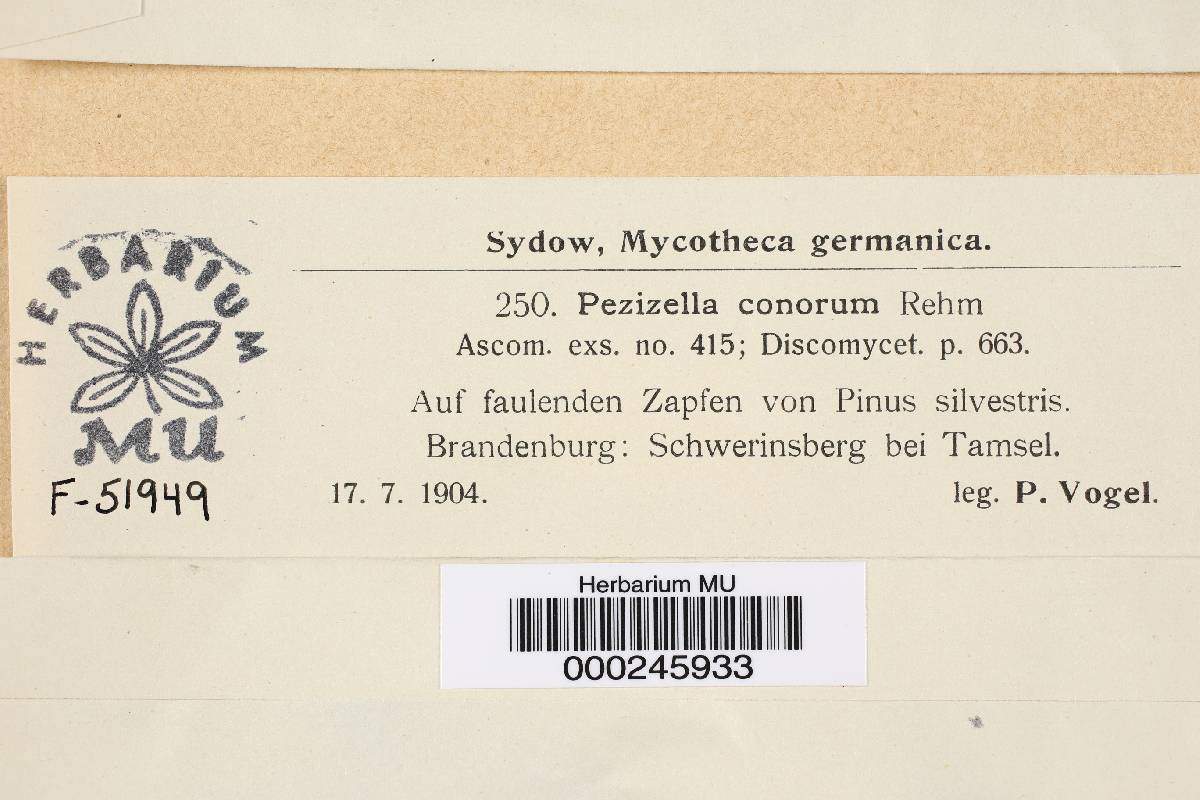 HERBARIUM
MU
F-51949
Sydow, Mycotheca germanica.
250. Pezizella conorum Rehm
Ascom. exs. no. 415; Discomycet. p. 663.
Auf faulenden Zapfen von Pinus silvestris.
Brandenburg: Schwerinsberg bei Tamsel.
17. 7. 1904. leg. P. Vogel.
Herbarium MU
000245933